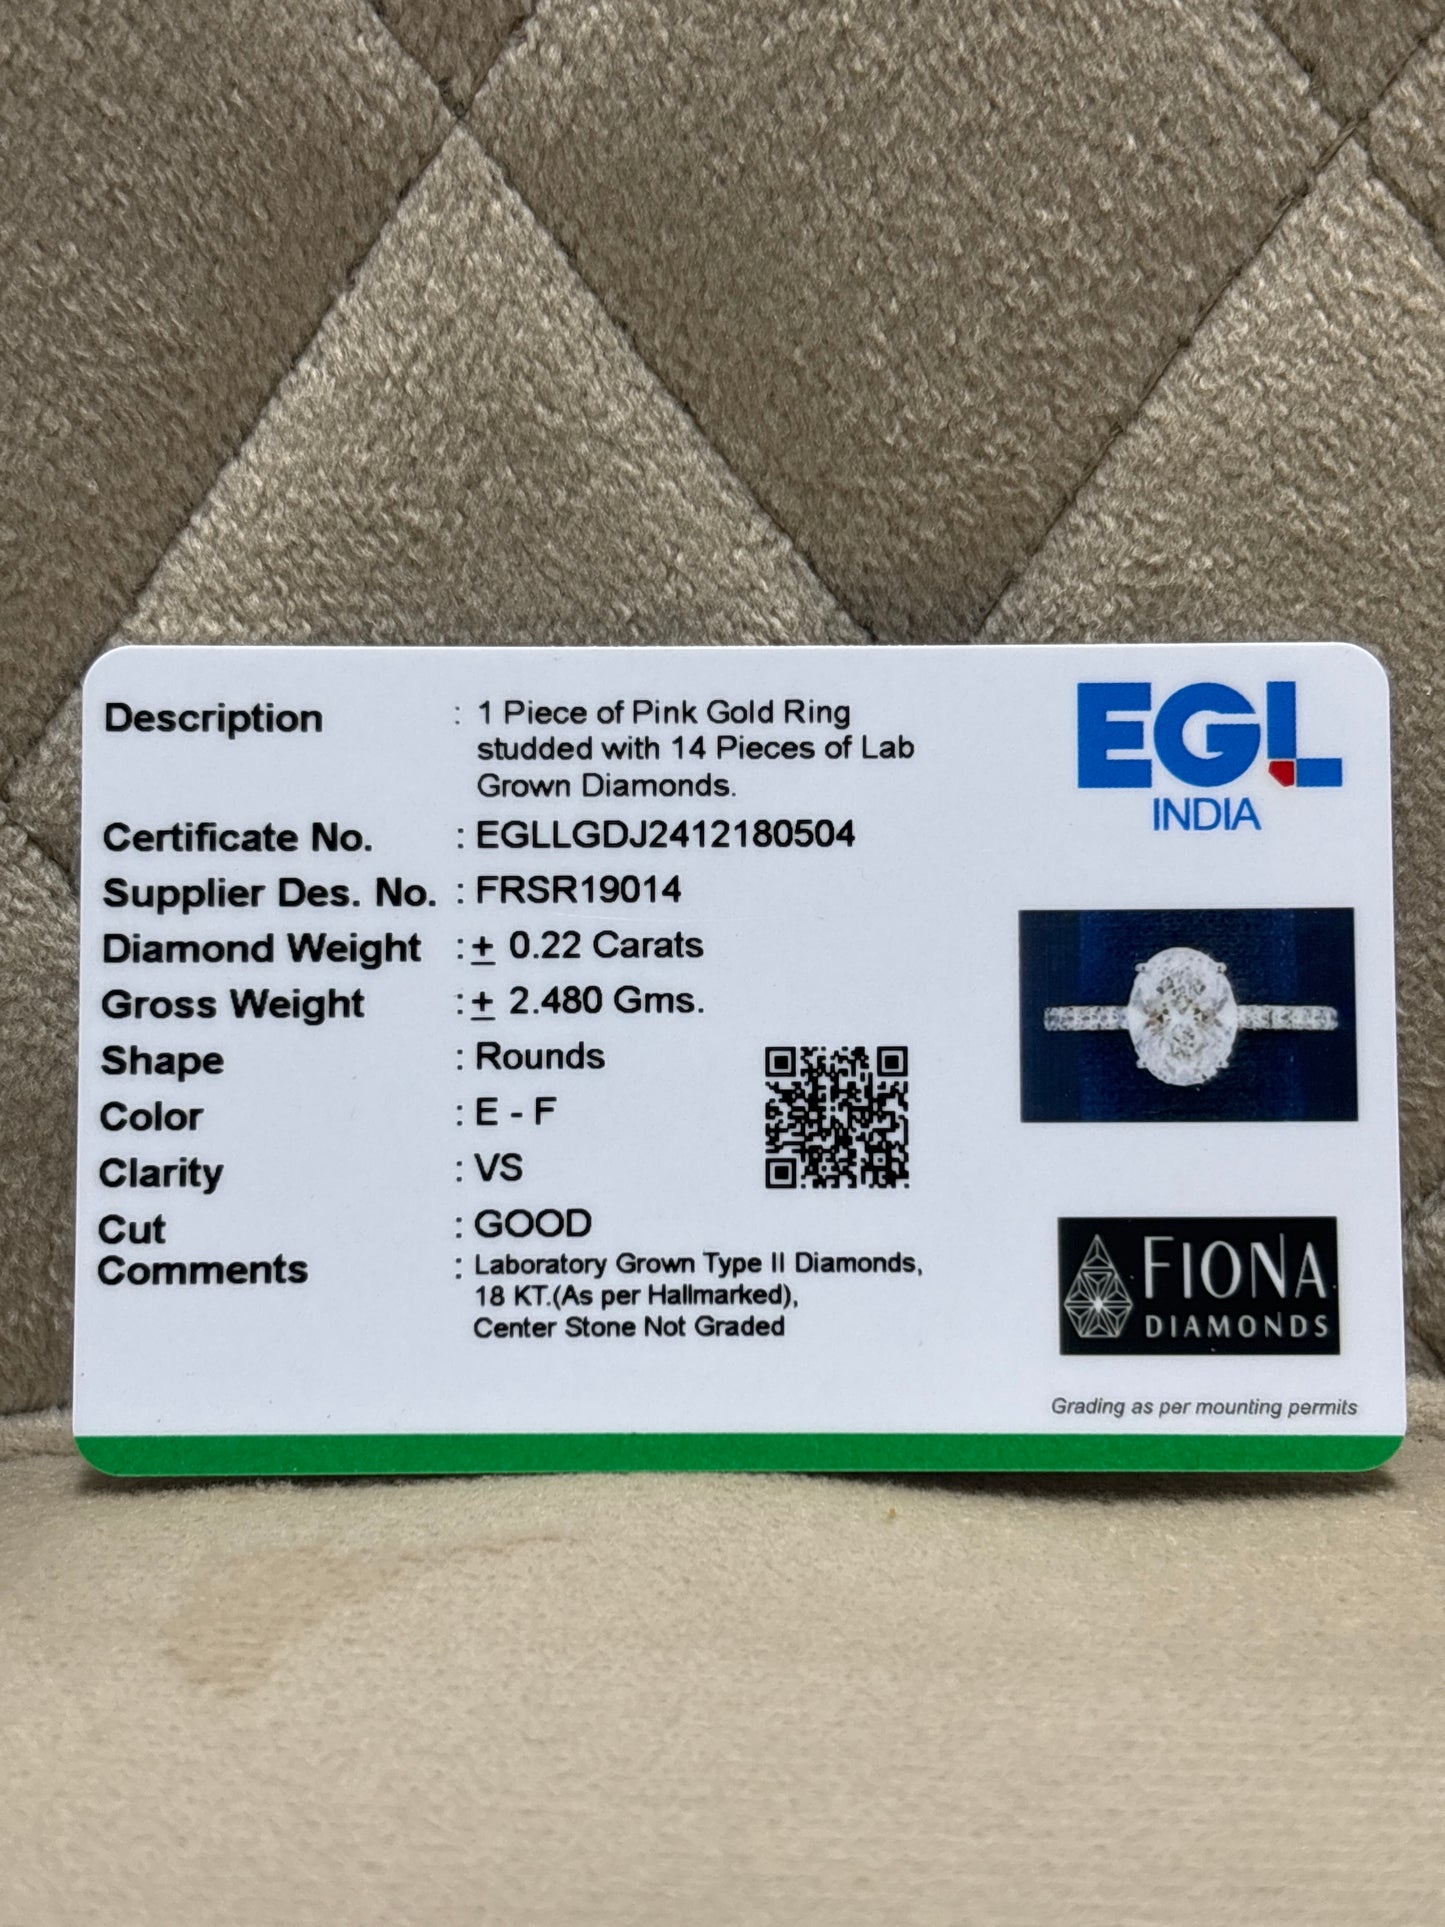 Description : 1 Piece of Pink Gold Ring
studded with 14 Pieces of Lab
Grown Diamonds.
Certificate No. : EGLLGDJ2412180504
Supplier Des. No. : FRSR19014
Diamond Weight : ± 0.22 Carats
Gross Weight : ± 2.480 Gms.
Shape : Rounds
Color : E - F
Clarity : VS
Cut : GOOD
Comments : Laboratory Grown Type II Diamonds,
18 KT.(As per Hallmarked),
Center Stone Not Graded
EGL
INDIA
FIONA
DIAMONDS
Grading as per mounting permits